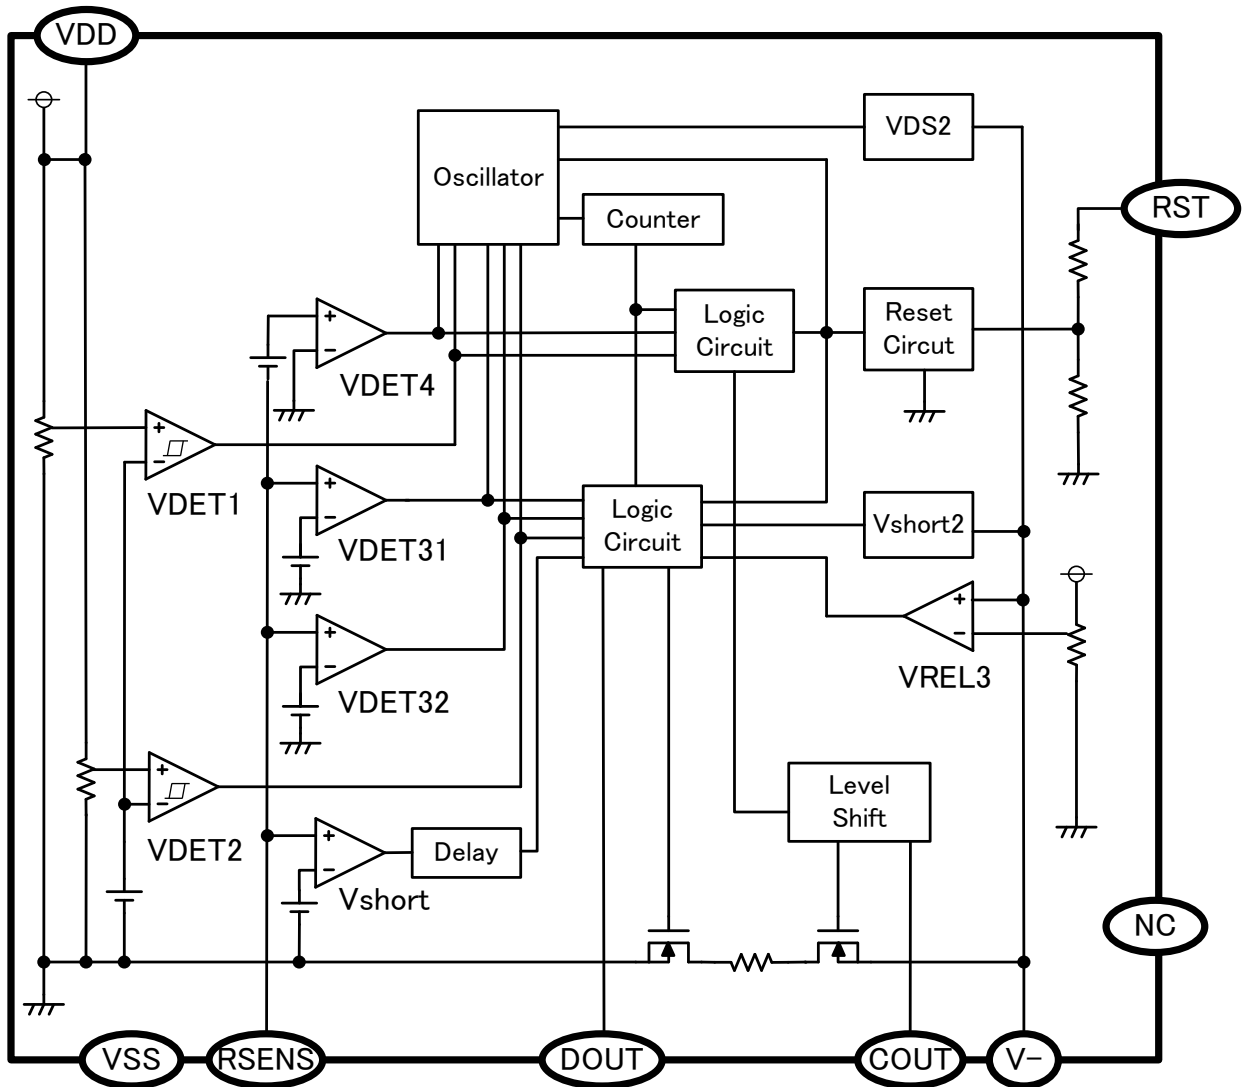 VDD
VDS2
Oscillator
RST
Counter
Logic
Circuit
Reset
Circut
+
−
VDET4
+
−
VDET1
+
−
VDET31
Logic
Circuit
Vshort2
+
−
VREL3
+
−
VDET32
+
−
VDET2
Level
Shift
+
−
Vshort
Delay
NC
VSS
RSENS
DOUT
COUT
V−